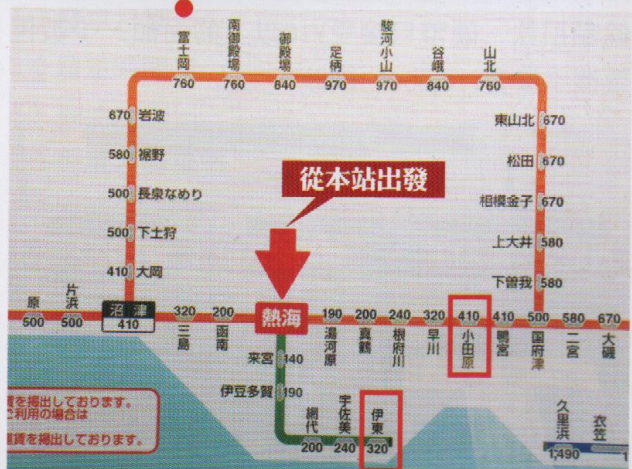 富士岡
760
南御殿場
760
御殿場
840
足柄
970
駿河小山
970
谷峨
840
山北
760
670 岩波
東山北 670
580 裾野
松田 670
500 長泉なめり
相模金子 670
500 下土狩
上大井 580
410 大岡
下曽我 580
從本站出發
原
500
片浜
500
沼津
410
320
三島
200
函南
熱海
190
湯河原
200
真鶴
240
根府川
320
早川
410
小田原
410
鴨宮
500
国府津
580
二宮
670
大磯
来宮 140
伊豆多賀 190
網代
200
宇佐美
240
伊東
320
久里浜
1,490
衣笠
1
賃を掲出しております。
ご利用の場合は
賃を掲出しております。